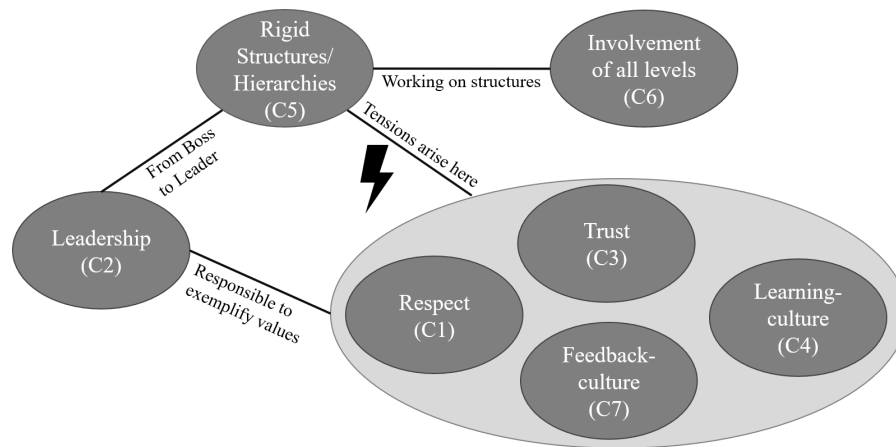 Rigid
Structures/
Hierarchies
(C5)
Involvement
of all levels
(C6)
Working on structures
Tensions arise here
From Boss
to Leader
Leadership
(C2)
Responsible to
exemplify values
Trust
(C3)
Respect
(C1)
Learning-
culture
(C4)
Feedback-
culture
(C7)